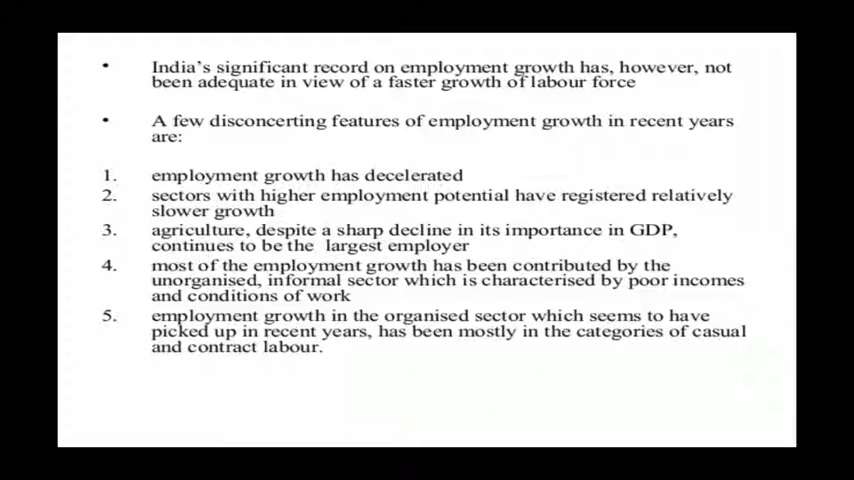 • India's significant record on employment growth has, however, not
been adequate in view of a faster growth of labour force
• A few disconcerting features of employment growth in recent years
are:
1. employment growth has decelerated
2. sectors with higher employment potential have registered relatively
slower growth
3. agriculture, despite a sharp decline in its importance in GDP,
continues to be the largest employer
4. most of the employment growth has been contributed by the
unorganised, informal sector which is characterised by poor incomes
and conditions of work
5. employment growth in the organised sector which seems to have
picked up in recent years, has been mostly in the categories of casual
and contract labour.